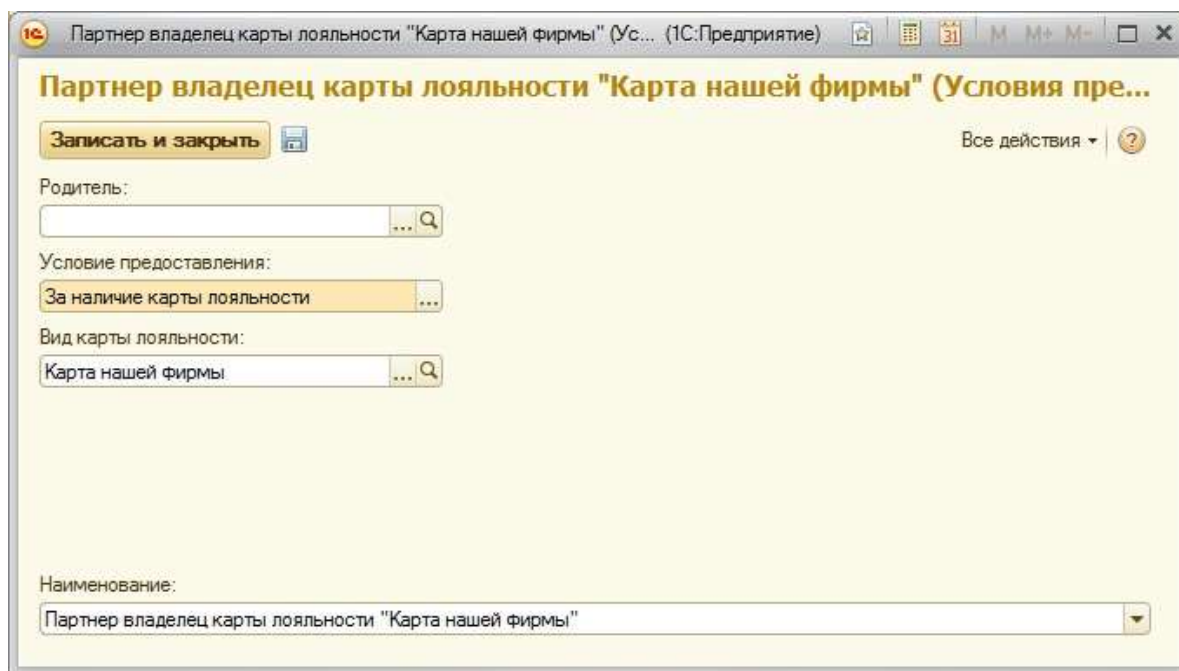 1С Партнер владелец карты лояльности "Карта нашей фирмы" (Ус... (1С:Предприятие) 31 M M+ M-
Партнер владелец карты лояльности "Карта нашей фирмы" (Условия пре...
Записать и закрыть Все действия ?
Родитель:
...
Условие предоставления:
За наличие карты лояльности ...
Вид карты лояльности:
Карта нашей фирмы ...
Наименование:
Партнер владелец карты лояльности "Карта нашей фирмы"